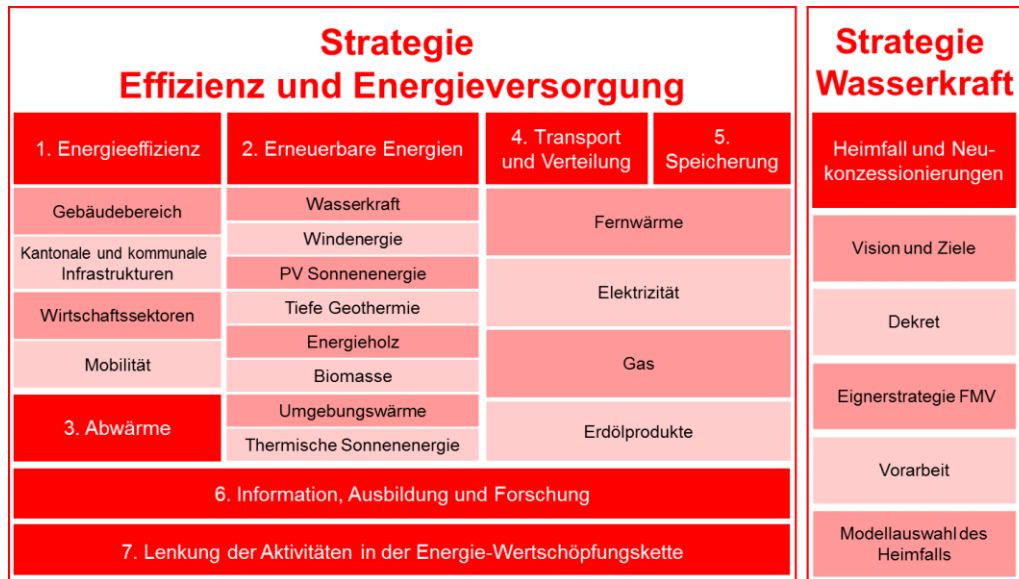 Strategie
Effizienz und Energieversorgung
1. Energieeffizienz
Gebäudebereich
Kantonale und kommunale
Infrastrukturen
Wirtschaftssektoren
Mobilität
3. Abwärme
2. Erneuerbare Energien
Wasserkraft
Windenergie
PV Sonnenenergie
Tiefe Geothermie
Energieholz
Biomasse
Umgebungswärme
Thermische Sonnenenergie
4. Transport
und Verteilung
5.
Speicherung
Fernwärme
Elektrizität
Gas
Erdölprodukte
6. Information, Ausbildung und Forschung
7. Lenkung der Aktivitäten in der Energie-Wertschöpfungskette
Strategie
Wasserkraft
Heimfall und Neu-
konzessionierungen
Vision und Ziele
Dekret
Eignerstrategie FMV
Vorarbeit
Modellauswahl des
Heimfalls